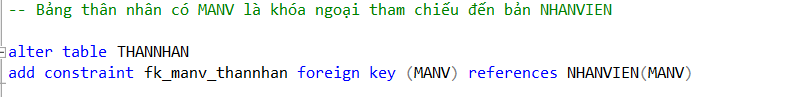 -- Bảng thân nhân có MANV là khóa ngoại tham chiếu đến bản NHANVIEN
alter table THANNHAN
add constraint fk_manv_thannhan foreign key (MANV) references NHANVIEN(MANV)